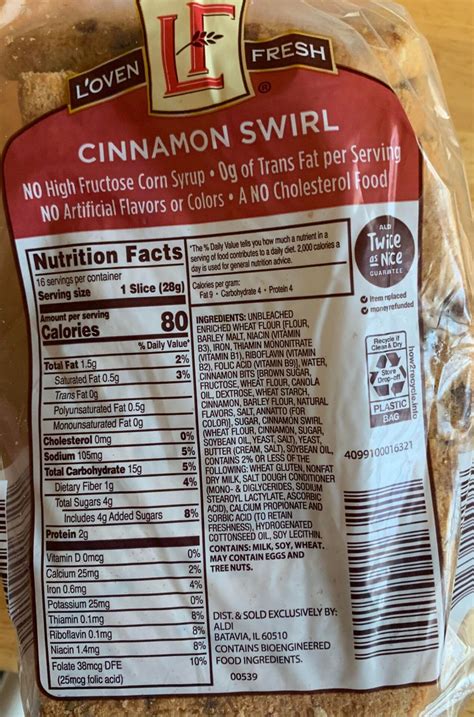 L'OVEN LF FRESH
®
CINNAMON SWIRL
NO High Fructose Corn Syrup • 0g of Trans Fat per Serving
NO Artificial Flavors or Colors • A NO Cholesterol Food
Nutrition Facts
16 servings per container
Serving size 1 Slice (28g)
Amount per serving
Calories 80
% Daily Value*
Total Fat 1.5g 2%
Saturated Fat 0.5g 3%
Trans Fat 0g
Polyunsaturated Fat 0.5g
Monounsaturated Fat 0g
Cholesterol 0mg 0%
Sodium 105mg 5%
Total Carbohydrate 15g 5%
Dietary Fiber 1g 4%
Total Sugars 4g
Includes 4g Added Sugars 8%
Protein 2g
Vitamin D 0mcg 0%
Calcium 25mg 2%
Iron 0.6mg 4%
Potassium 25mg 0%
Thiamin 0.1mg 8%
Riboflavin 0.1mg 8%
Niacin 1.4mg 8%
Folate 38mcg DFE 10%
(25mcg folic acid)
*The % Daily Value tells you how much a nutrient in a
serving of food contributes to a daily diet. 2,000 calories a
day is used for general nutrition advice.
Calories per gram:
Fat 9 • Carbohydrate 4 • Protein 4
INGREDIENTS: UNBLEACHED
ENRICHED WHEAT FLOUR [FLOUR,
BARLEY MALT, NIACIN (VITAMIN
B3), IRON, THIAMIN MONONITRATE
(VITAMIN B1), RIBOFLAVIN (VITAMIN
B2), FOLIC ACID (VITAMIN B9)], WATER,
CINNAMON BITS (BROWN SUGAR,
FRUCTOSE, WHEAT FLOUR, CANOLA
OIL, DEXTROSE, WHEAT STARCH,
CINNAMON, BARLEY FLOUR, NATURAL
FLAVORS, SALT, ANNATTO (FOR
COLOR)], SUGAR, CINNAMON SWIRL
(WHEAT FLOUR, CINNAMON, SUGAR,
SOYBEAN OIL, YEAST, SALT), YEAST,
BUTTER (CREAM, SALT), SOYBEAN OIL,
CONTAINS 2% OR LESS OF THE
FOLLOWING: WHEAT GLUTEN, NONFAT
DRY MILK, SALT DOUGH CONDITIONER
(MONO- & DIGLYCERIDES, SODIUM
STEAROYL LACTYLATE, ASCORBIC
ACID), CALCIUM PROPIONATE AND
SORBIC ACID (TO RETAIN
FRESHNESS), HYDROGENATED
COTTONSEED OIL, SOY LECITHIN.
CONTAINS: MILK, SOY, WHEAT.
MAY CONTAIN EGGS AND
TREE NUTS.
DIST. & SOLD EXCLUSIVELY BY:
ALDI
BATAVIA, IL 60510
CONTAINS BIOENGINEERED
FOOD INGREDIENTS.
00539
ALDI
Twice
as Nice
GUARANTEE
Item replaced
money refunded
Recycle if
Clean & Dry
Store
Drop-off
PLASTIC
BAG
how2recycle.info
4099100016321